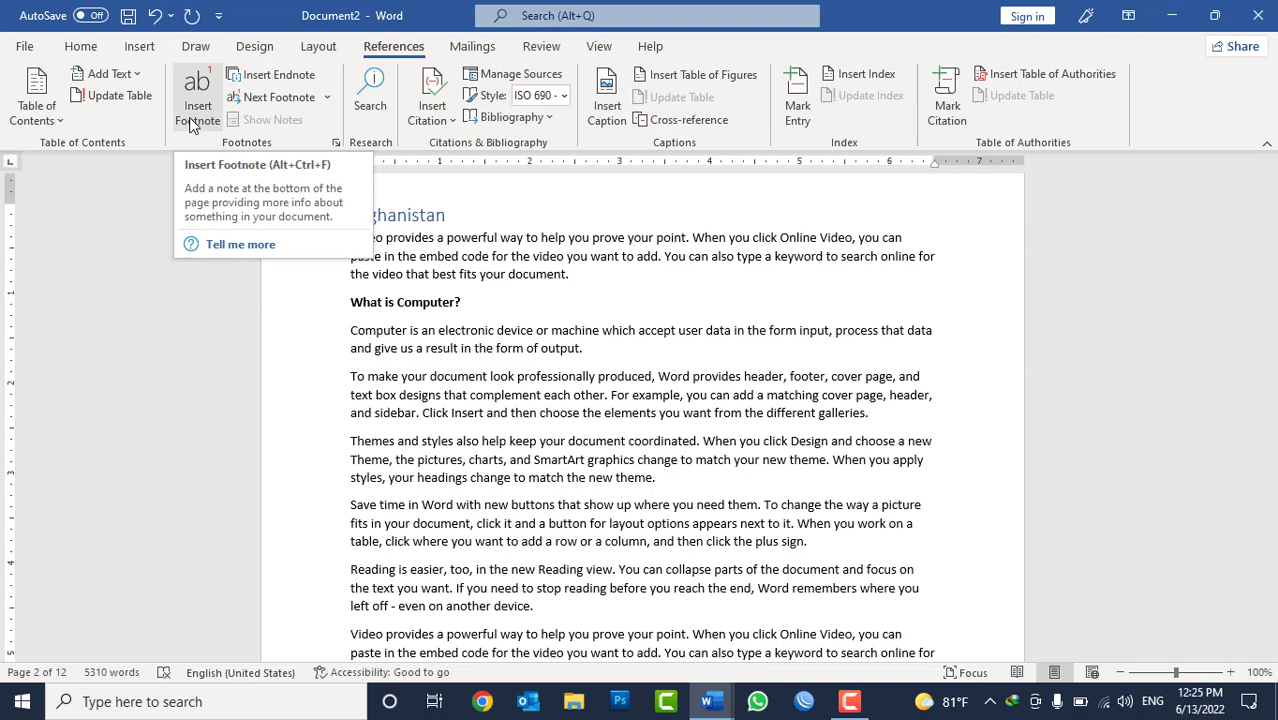 AutoSave Off
Document2 - Word
Search (Alt+Q)
Sign in
File Home Insert Draw Design Layout References Mailings Review View Help
Share
Table of Contents
Add Text
Update Table
Table of Contents
ab1
Insert Footnote
Insert Endnote
Next Footnote
Show Notes
Footnotes
Search
Research
Insert Citation
Manage Sources
Style: ISO 690 -
Bibliography
Citations & Bibliography
Insert Caption
Insert Table of Figures
Update Table
Cross-reference
Captions
Mark Entry
Insert Index
Update Index
Index
Mark Citation
Insert Table of Authorities
Update Table
Table of Authorities
Insert Footnote (Alt+Ctrl+F)
Add a note at the bottom of the
page providing more info about
something in your document.
Tell me more
1 2 3 4 5 6 7
ghanistan
eo provides a powerful way to help you prove your point. When you click Online Video, you can
paste in the embed code for the video you want to add. You can also type a keyword to search online for
the video that best fits your document.
What is Computer?
Computer is an electronic device or machine which accept user data in the form input, process that data
and give us a result in the form of output.
To make your document look professionally produced, Word provides header, footer, cover page, and
text box designs that complement each other. For example, you can add a matching cover page, header,
and sidebar. Click Insert and then choose the elements you want from the different galleries.
Themes and styles also help keep your document coordinated. When you click Design and choose a new
Theme, the pictures, charts, and SmartArt graphics change to match your new theme. When you apply
styles, your headings change to match the new theme.
Save time in Word with new buttons that show up where you need them. To change the way a picture
fits in your document, click it and a button for layout options appears next to it. When you work on a
table, click where you want to add a row or a column, and then click the plus sign.
Reading is easier, too, in the new Reading view. You can collapse parts of the document and focus on
the text you want. If you need to stop reading before you reach the end, Word remembers where you
left off - even on another device.
Video provides a powerful way to help you prove your point. When you click Online Video, you can
paste in the embed code for the video you want to add. You can also type a keyword to search online for
Page 2 of 12 5310 words English (United States) Accessibility: Good to go Focus 100%
Type here to search
81°F
ENG
12:25 PM
6/13/2022